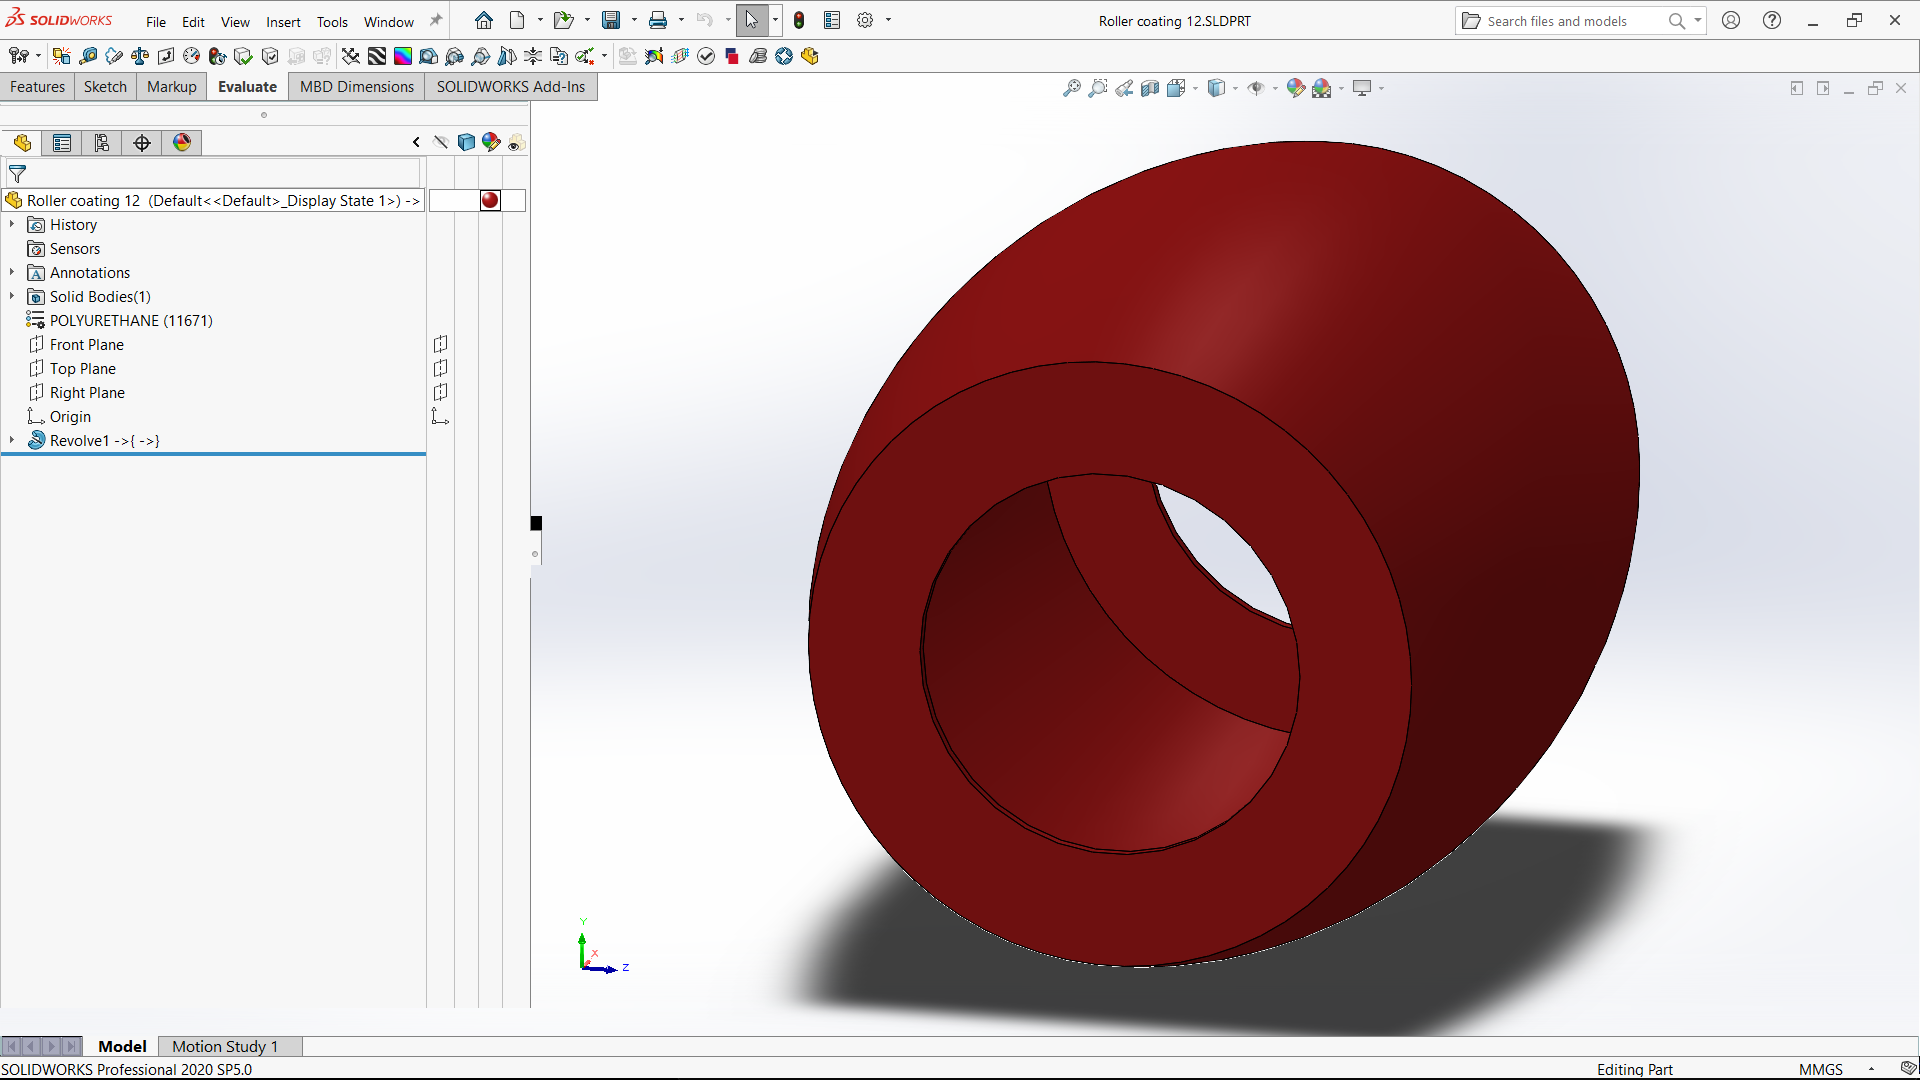 SOLIDWORKS File Edit View Insert Tools Window Roller coating 12.SLDPRT Search files and models
Features Sketch Markup Evaluate MBD Dimensions SOLIDWORKS Add-Ins
Roller coating 12 (Default<<Default>_Display State 1>) ->
History
Sensors
Annotations
Solid Bodies(1)
POLYURETHANE (11671)
Front Plane
Top Plane
Right Plane
Origin
Revolve1 ->{ ->}
Y
X
Z
Model Motion Study 1
SOLIDWORKS Professional 2020 SP5.0 Editing Part MMGS